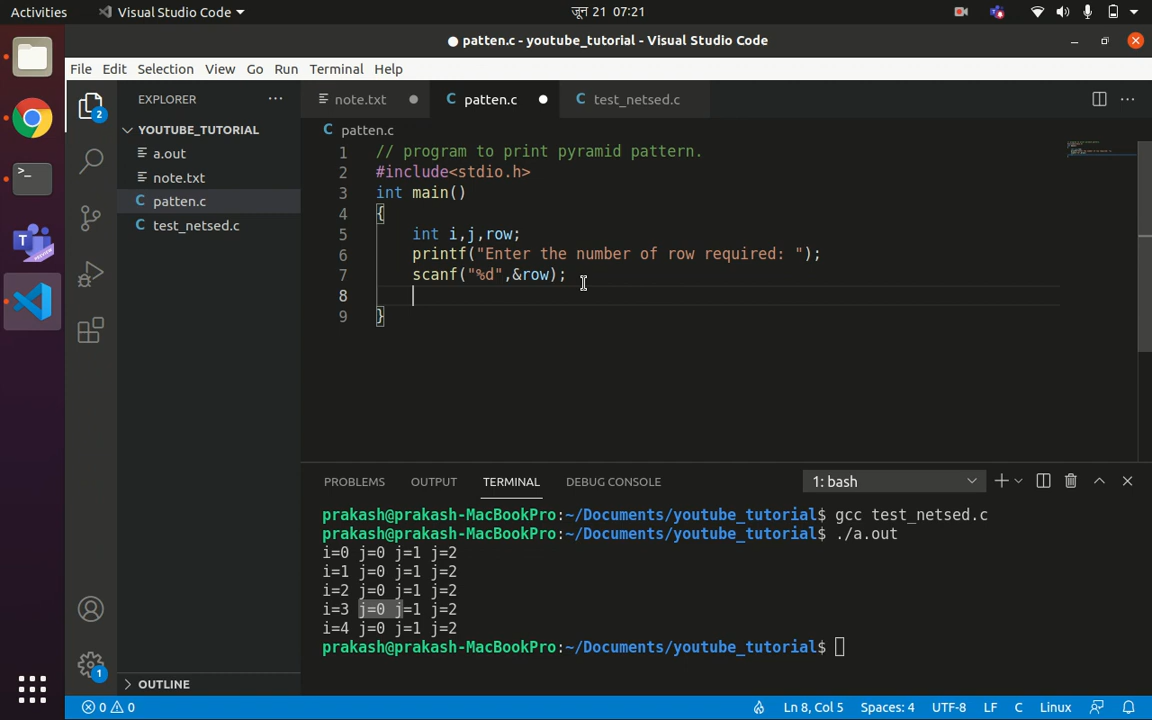 Activities Visual Studio Code जून 21 07:21
patten.c - youtube_tutorial - Visual Studio Code
File Edit Selection View Go Run Terminal Help
EXPLORER
note.txt
patten.c
test_netsed.c
2
YOUTUBE_TUTORIAL
a.out
note.txt
C patten.c
C test_netsed.c
C patten.c
1 // program to print pyramid pattern.
2 #include<stdio.h>
3 int main()
4 {
5 int i,j,row;
6 printf("Enter the number of row required: ");
7 scanf("%d",&row);
8
9 }
PROBLEMS OUTPUT TERMINAL DEBUG CONSOLE 1: bash
prakash@prakash-MacBookPro:~/Documents/youtube_tutorial$ gcc test_netsed.c
prakash@prakash-MacBookPro:~/Documents/youtube_tutorial$ ./a.out
i=0 j=0 j=1 j=2
i=1 j=0 j=1 j=2
i=2 j=0 j=1 j=2
i=3 j=0 j=1 j=2
i=4 j=0 j=1 j=2
prakash@prakash-MacBookPro:~/Documents/youtube_tutorial$
1
OUTLINE
0 0 Ln 8, Col 5 Spaces: 4 UTF-8 LF C Linux